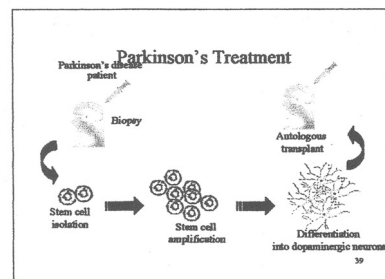 Parkinson's Treatment
Parkinson's disease
patient
Biopsy
Autologous
transplant
Stem cell
isolation
Stem cell
amplification
Differentiation
into dopaminergic neurons
39